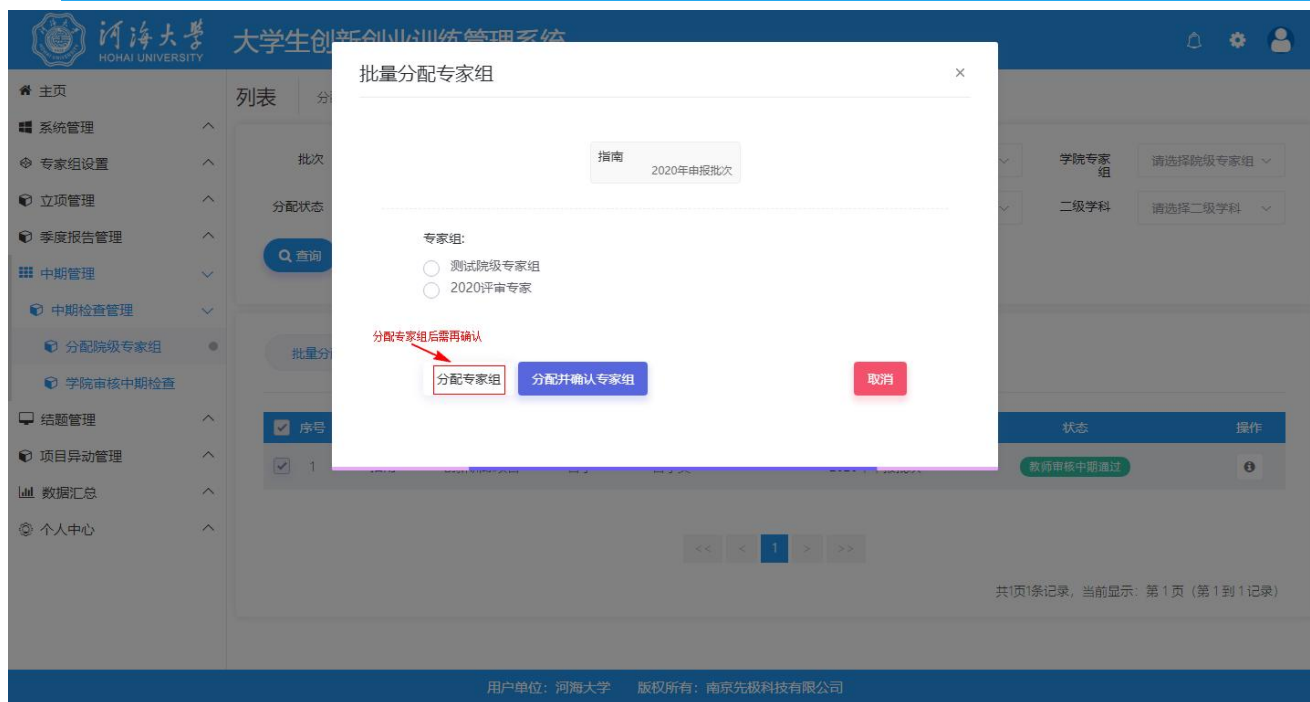 河海大学
HOHAI UNIVERSITY
大学生创新创业训练管理系统
主页
系统管理
专家组设置
立项管理
季度报告管理
中期管理
中期检查管理
分配院级专家组
学院审核中期检查
结题管理
项目异动管理
数据汇总
个人中心
列表
批次
学院专家组
请选择院级专家组
分配状态
二级学科
请选择二级学科
查询
批量分
批量分配专家组
×
指南
2020年申报批次
专家组:
测试院级专家组
2020评审专家
分配专家组后需再确认
分配专家组
分配并确认专家组
取消
序号
状态
操作
1
教师审核中期通过
<< < 1 > >>
共1页1条记录，当前显示：第1页（第1到1记录）
用户单位：河海大学 版权所有：南京先极科技有限公司